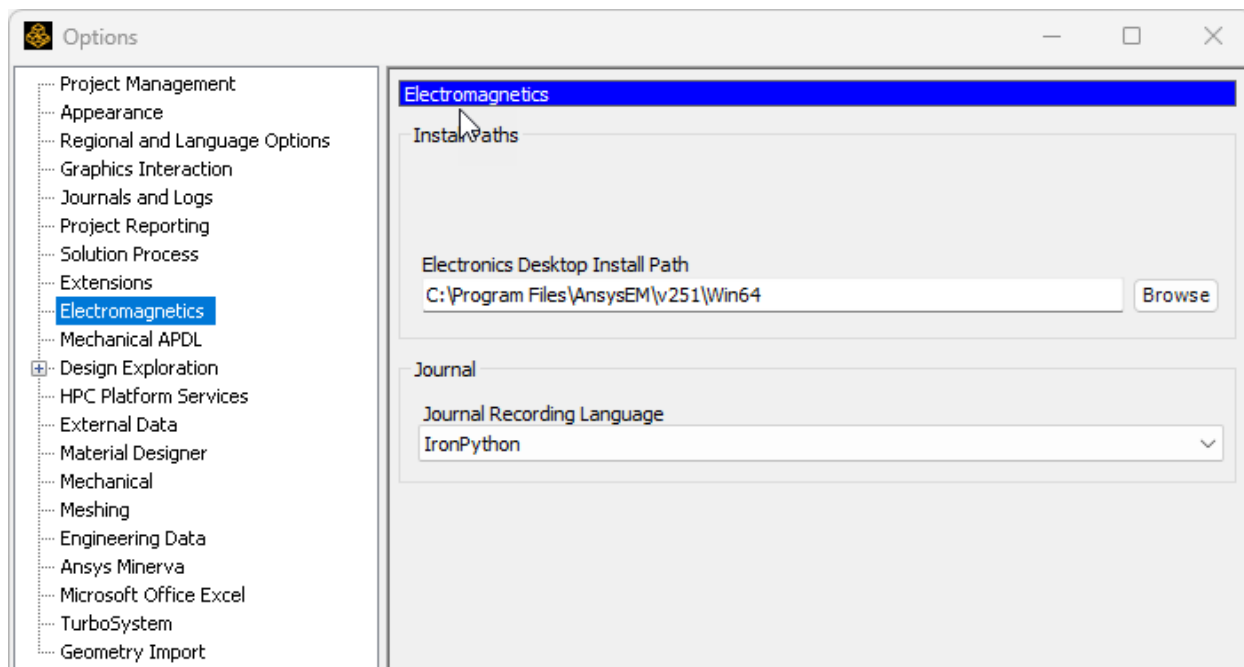 Options
Project Management
Appearance
Regional and Language Options
Graphics Interaction
Journals and Logs
Project Reporting
Solution Process
Extensions
Electromagnetics
Mechanical APDL
Design Exploration
HPC Platform Services
External Data
Material Designer
Mechanical
Meshing
Engineering Data
Ansys Minerva
Microsoft Office Excel
TurboSystem
Geometry Import
Electromagnetics
Install Paths
Electronics Desktop Install Path
C:\Program Files\AnsysEM\v251\Win64
Browse
Journal
Journal Recording Language
IronPython